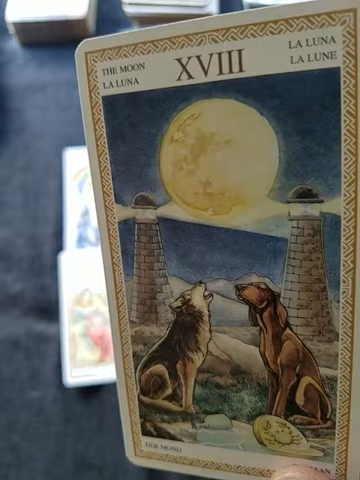 THE MOON
LA LUNA
XVIII
LA LUNA
LA LUNE
DER MOND